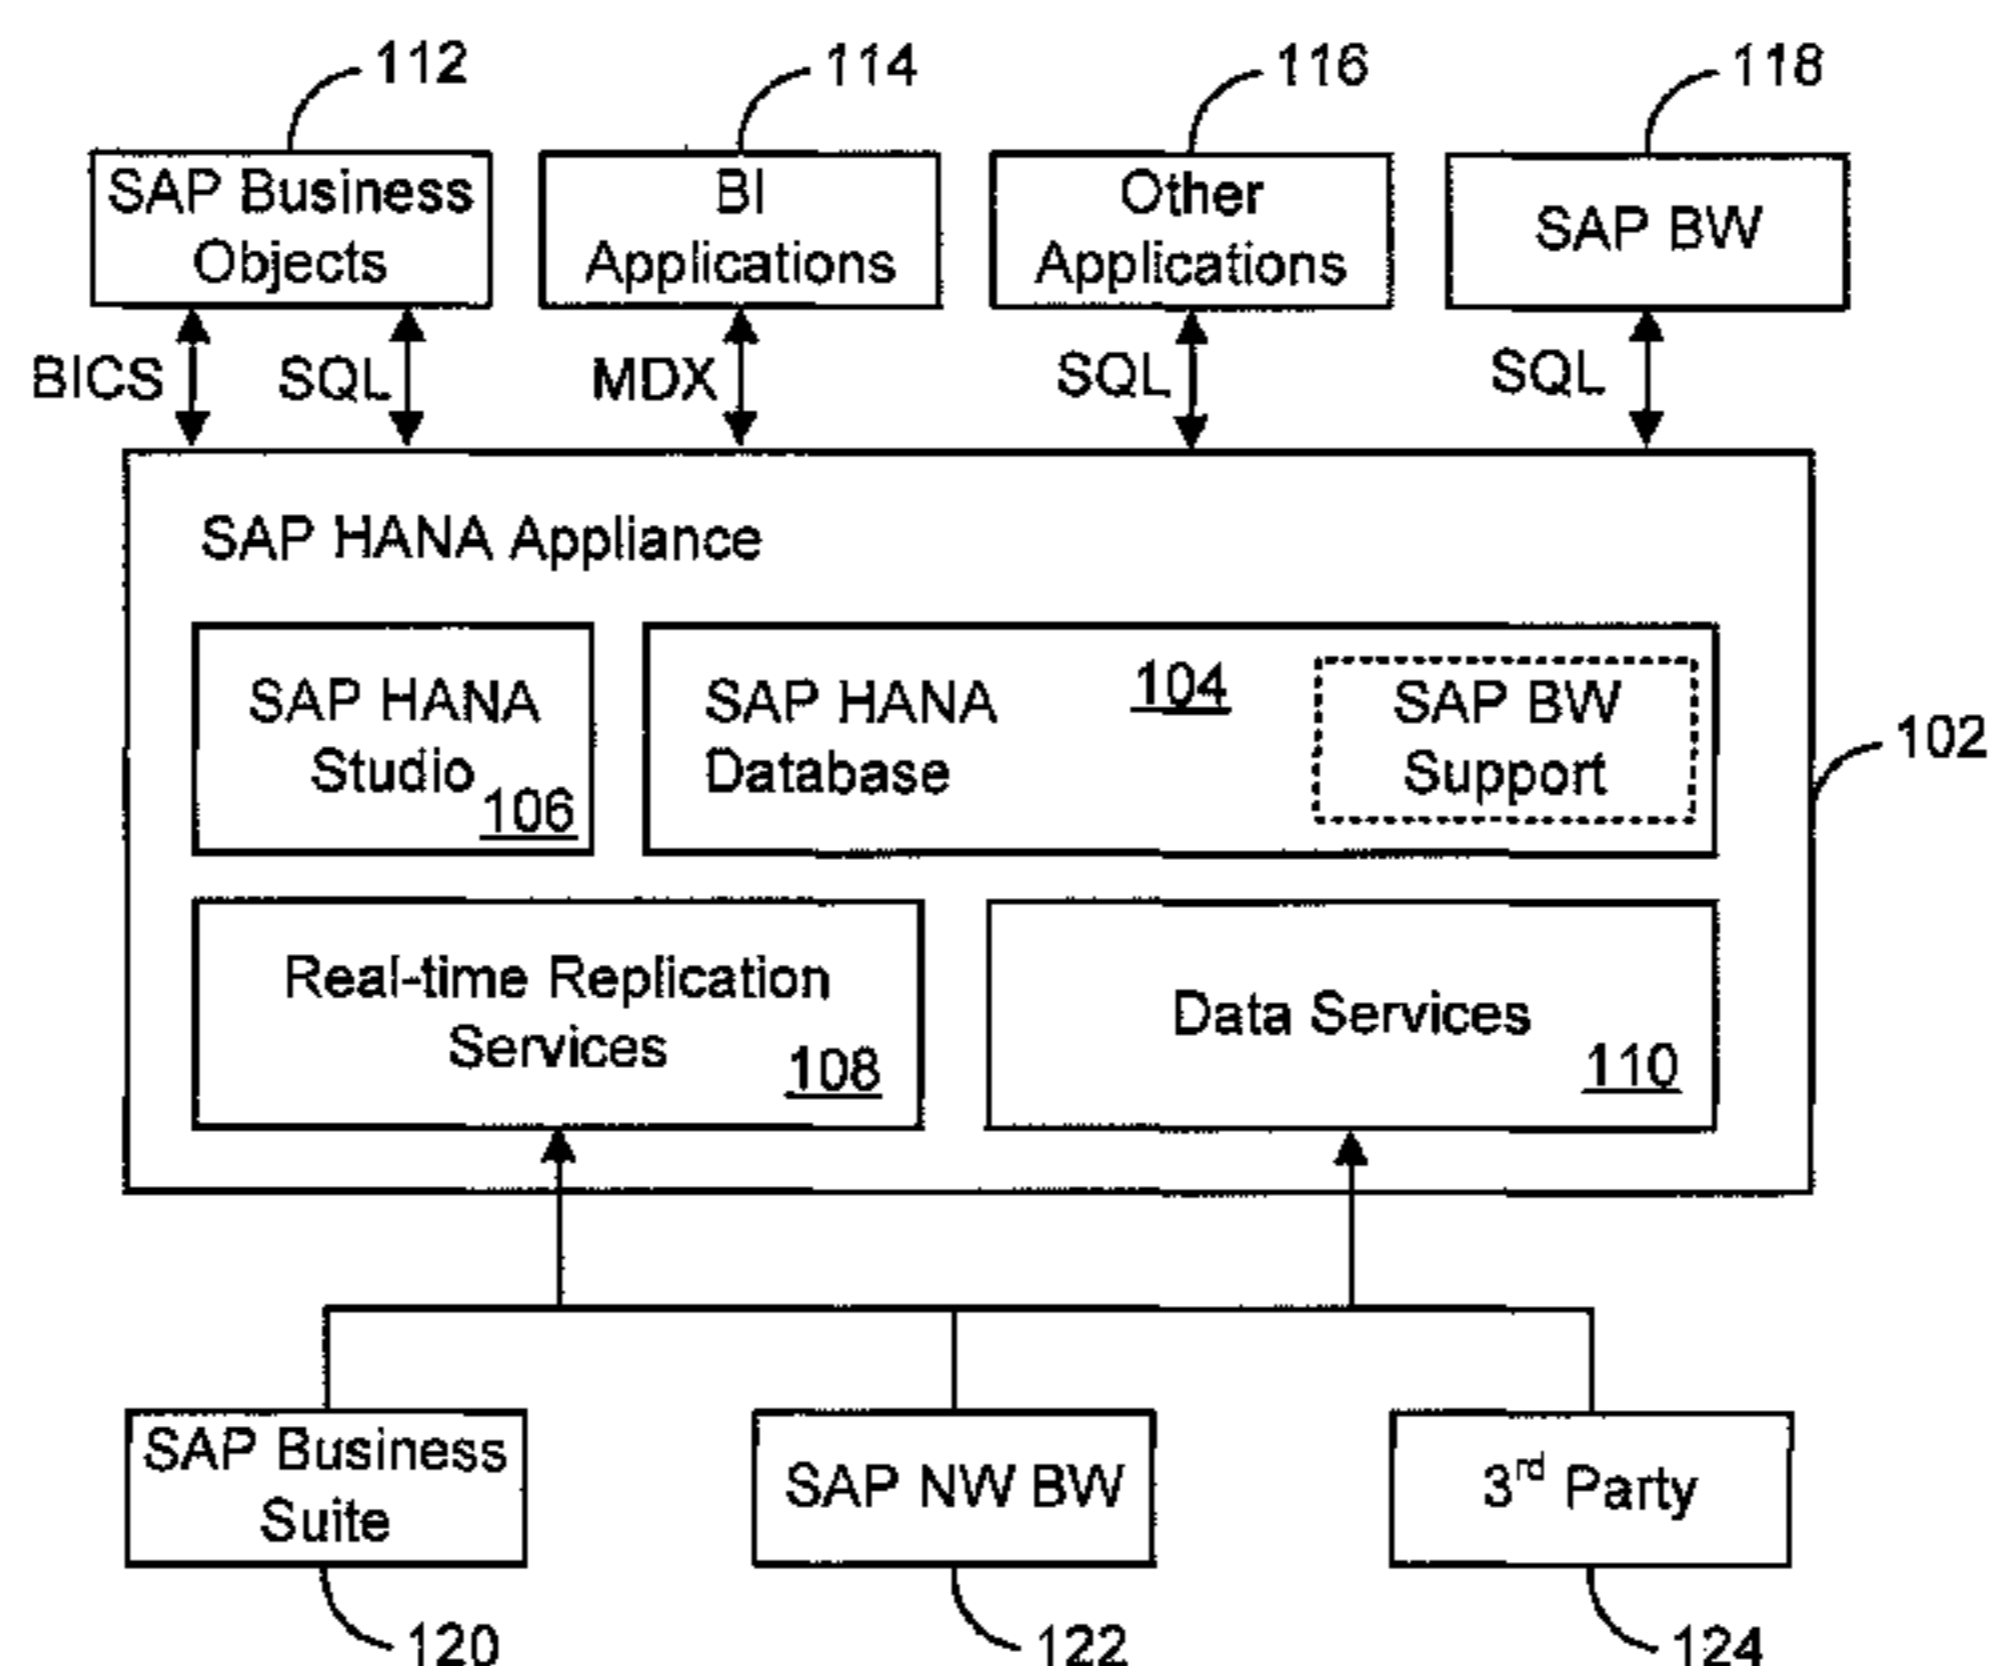 112
114
116
118
SAP Business
Objects
BI
Applications
Other
Applications
SAP BW
BICS
SQL
MDX
SQL
SQL
SAP HANA Appliance
SAP HANA
Studio
106
SAP HANA
Database
104
SAP BW
Support
102
Real-time Replication
Services
108
Data Services
110
SAP Business
Suite
SAP NW BW
3rd Party
120
122
124